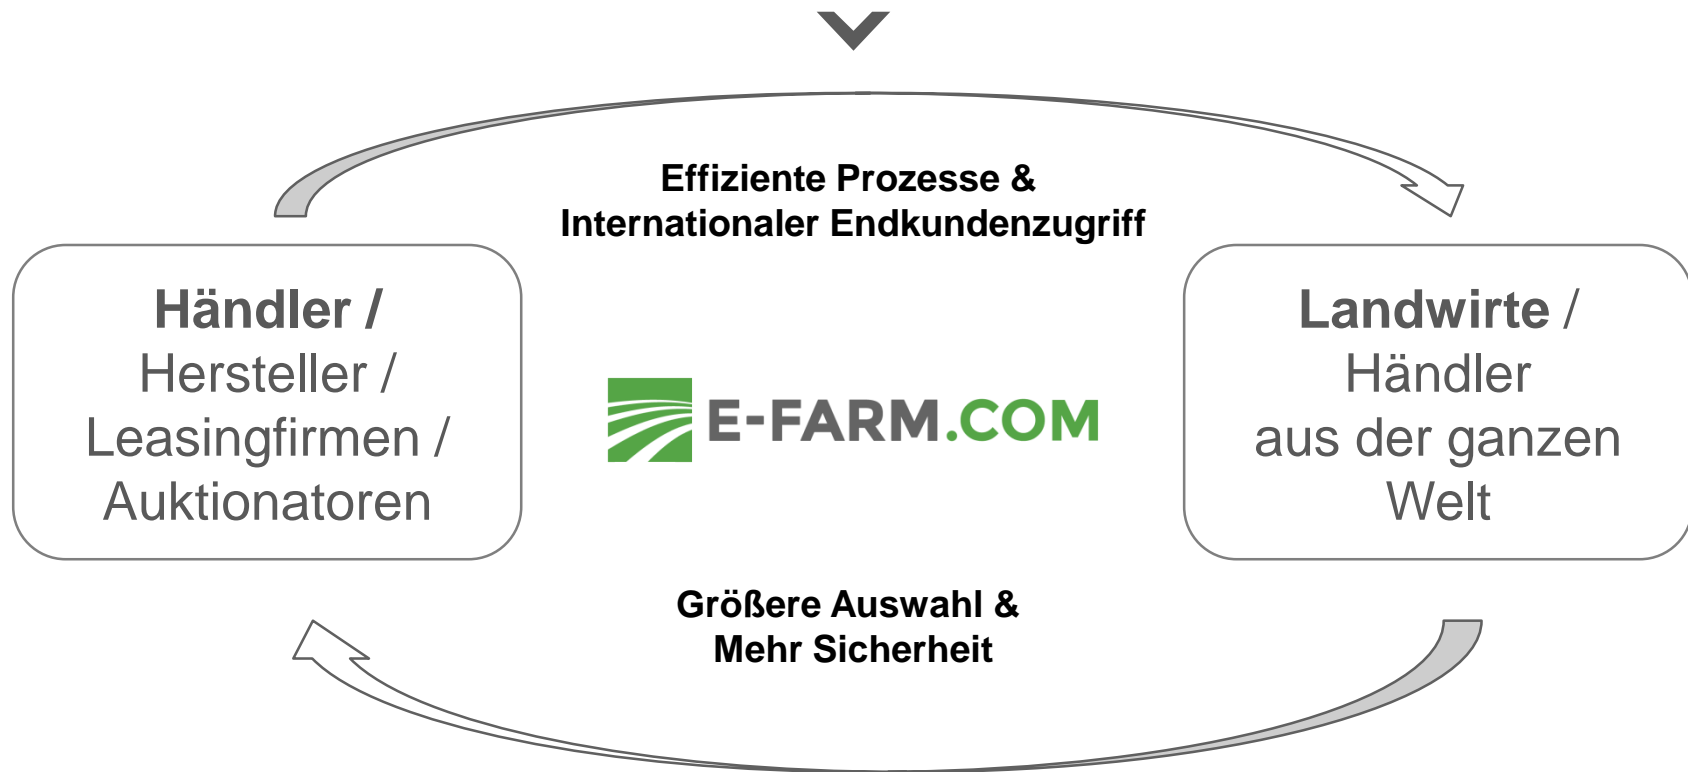 Effiziente Prozesse &
Internationaler Endkundenzugriff
Händler /
Hersteller /
Leasingfirmen /
Auktionatoren
E-FARM.COM
Landwirte /
Händler
aus der ganzen
Welt
Größere Auswahl &
Mehr Sicherheit